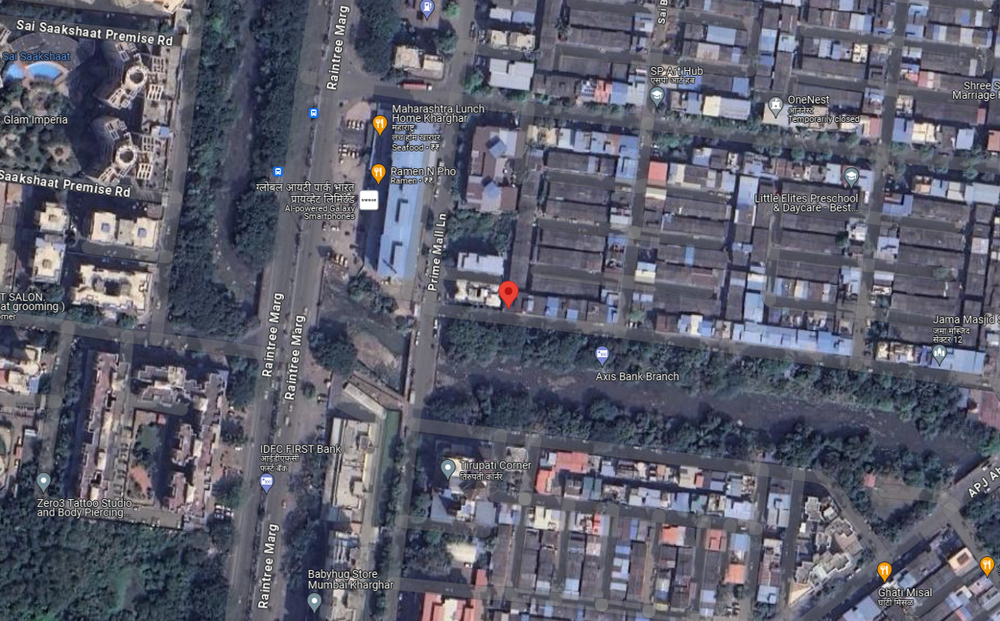 Sai Saakshaat Premise Rd
Sai Saakshaat
Glam Imperia
Saakshaat Premise Rd
Raintree Marg
Sai B
SP Art Hub
एसपी आर्ट हब
OneNest
वननेस्ट
Temporarily closed
Shree S
Marriage H
Maharashtra Lunch
Home Kharghar
महाराष्ट्र
लंच होम खारघर
Seafood • ₹₹
Ramen N Pho
Ramen • ₹₹
ग्लोबल अॅपटी पार्क भारत
प्रायव्हेट लिमिटेड
AI-powered Galaxy
Smartphones
Little Elites Preschool
& Daycare - Best...
Prime Mall Ln
T SALON.
at grooming )
omer
Raintree Marg
Raintree Marg
Jama Masjid S
जमा मस्जिद
सेक्टर 12
Axis Bank Branch
IDFC FIRST Bank
आईडीएफसी
फर्स्ट बँक
Tirupati Corner
तिरुपती कॉर्नर
APJ Ab
Zero3 Tattoo Studio
and Body Piercing...
Raintree Marg
Babyhug Store
Mumbai Kharghar
Ghati Misal
घाटी मिसळ